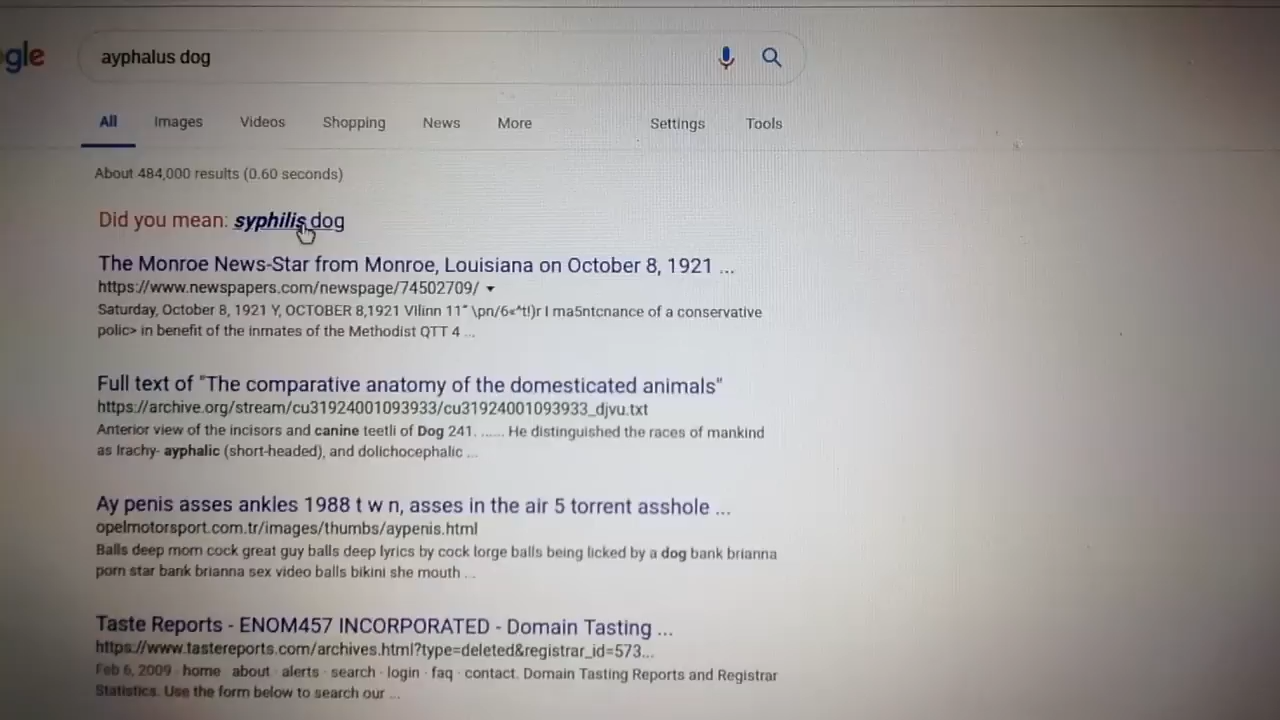 gle
ayphalus dog
All Images Videos Shopping News More Settings Tools
About 484,000 results (0.60 seconds)
Did you mean: syphilis dog
The Monroe News-Star from Monroe, Louisiana on October 8, 1921 ...
https://www.newspapers.com/newspage/74502709/
Saturday, October 8, 1921 Y, OCTOBER 8,1921 Vilinn 11" \pn/6«^t!)r I ma5ntcnance of a conservative
polic> in benefit of the inmates of the Methodist QTT 4 ...
Full text of "The comparative anatomy of the domesticated animals"
https://archive.org/stream/cu31924001093933/cu31924001093933_djvu.txt
Anterior view of the incisors and canine teetli of Dog 241. ...... He distinguished the races of mankind
as lrachy- ayphalic (short-headed), and dolichocephalic ...
Ay penis asses ankles 1988 t w n, asses in the air 5 torrent asshole ...
opelmotorsport.com.tr/images/thumbs/aypenis.html
Balls deep mom cock great guy balls deep lyrics by cock lorge balls being licked by a dog bank brianna
porn star bank brianna sex video balls bikini she mouth ...
Taste Reports - ENOM457 INCORPORATED - Domain Tasting ...
https://www.tastereports.com/archives.html?type=deleted&registrar_id=573...
Feb 6, 2009 · home · about · alerts · search · login · faq · contact. Domain Tasting Reports and Registrar
Statistics. Use the form below to search our ...